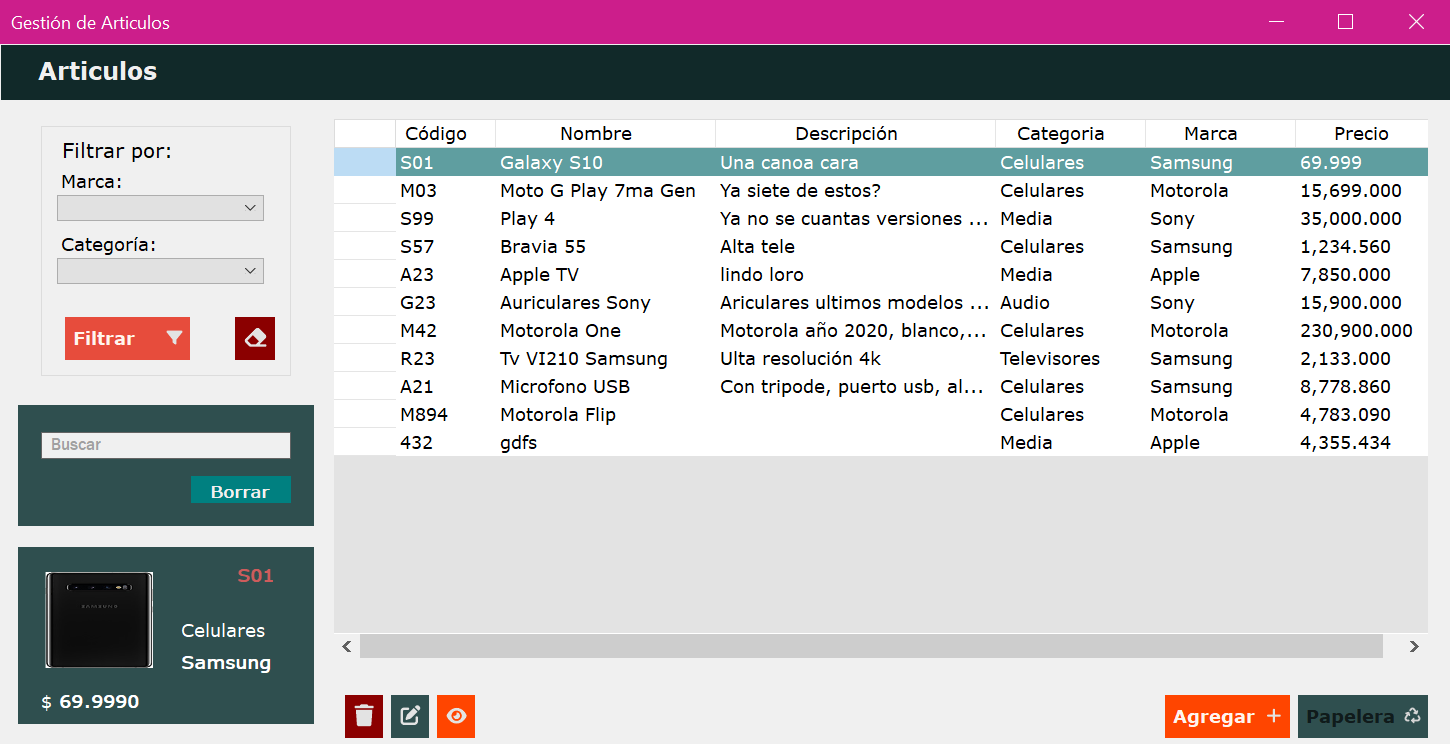 Gestión de Articulos
Articulos
Filtrar por:
Marca:
Categoría:
Filtrar
Buscar
Borrar
S01
SAMSUNG
Celulares
Samsung
$ 69.9990
Código Nombre Descripción Categoria Marca Precio
S01 Galaxy S10 Una canoa cara Celulares Samsung 69.999
M03 Moto G Play 7ma Gen Ya siete de estos? Celulares Motorola 15,699.000
S99 Play 4 Ya no se cuantas versiones ... Media Sony 35,000.000
S57 Bravia 55 Alta tele Celulares Samsung 1,234.560
A23 Apple TV lindo loro Media Apple 7,850.000
G23 Auriculares Sony Ariculares ultimos modelos ... Audio Sony 15,900.000
M42 Motorola One Motorola año 2020, blanco,... Celulares Motorola 230,900.000
R23 Tv VI210 Samsung Ulta resolución 4k Televisores Samsung 2,133.000
A21 Microfono USB Con tripode, puerto usb, al... Celulares Samsung 8,778.860
M894 Motorola Flip Celulares Motorola 4,783.090
432 gdfs Media Apple 4,355.434
Agregar +
Papelera